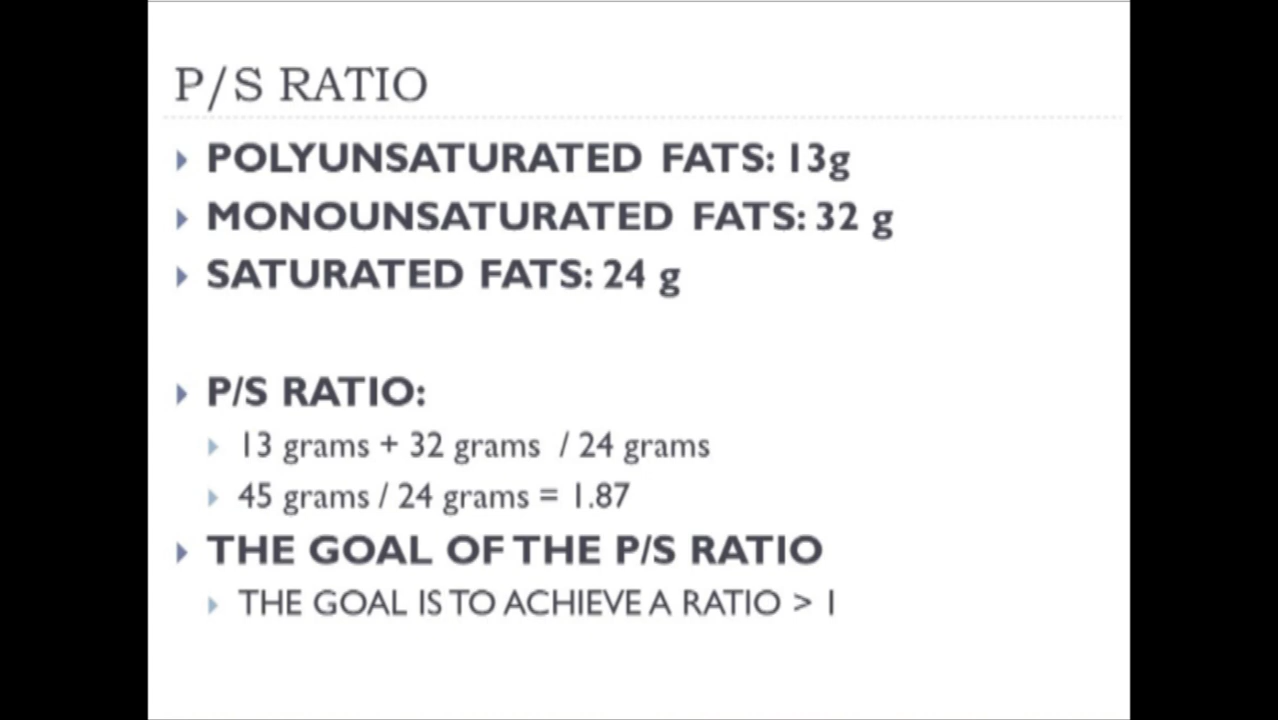 P/S RATIO
POLYUNSATURATED FATS: 13g
MONOUNSATURATED FATS: 32 g
SATURATED FATS: 24 g
P/S RATIO:
13 grams + 32 grams / 24 grams
45 grams / 24 grams = 1.87
THE GOAL OF THE P/S RATIO
THE GOAL IS TO ACHIEVE A RATIO > 1